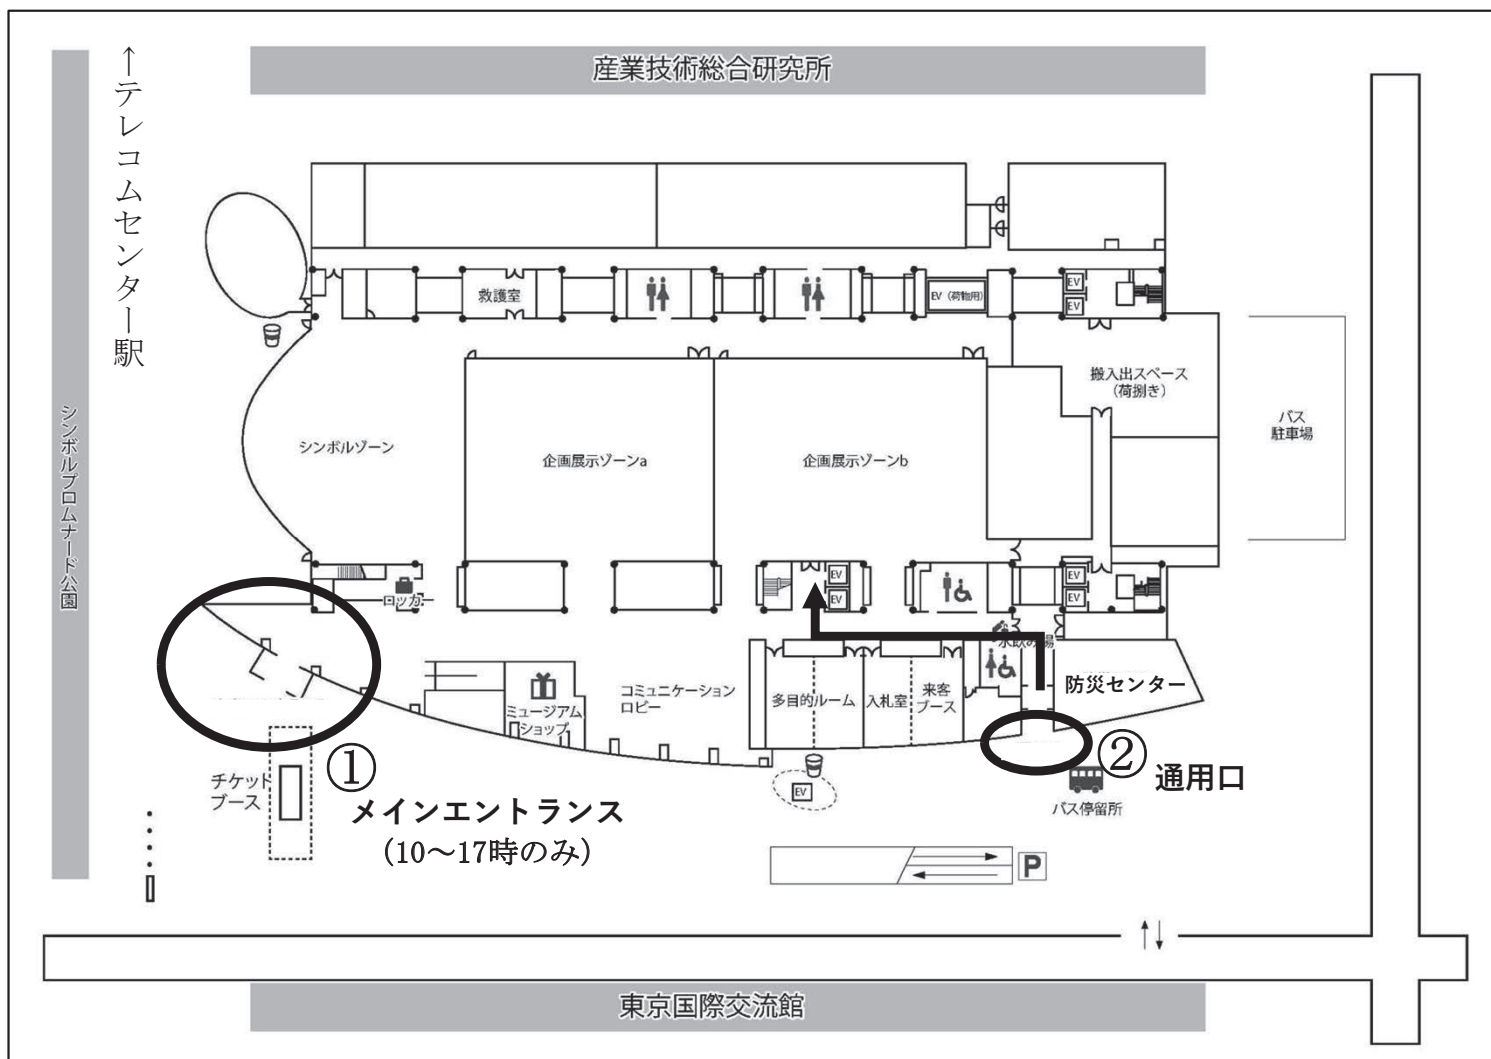 産業技術総合研究所
↑テレコムセンター駅
シンボルプロムナード公園
救護室
EV(荷物用)
EV
EV
搬入出スペース
(荷捌き)
バス
駐車場
シンボルゾーン
企画展示ゾーンa
企画展示ゾーンb
ロッカー
EV
EV
EV
EV
水飲み場
防災センター
コミュニケーション
ロビー
ミュージアム
ショップ
多目的ルーム
入札室
来客
ブース
チケット
ブース
①
メインエントランス
(10～17時のみ)
EV
②
通用口
バス停留所
P
東京国際交流館